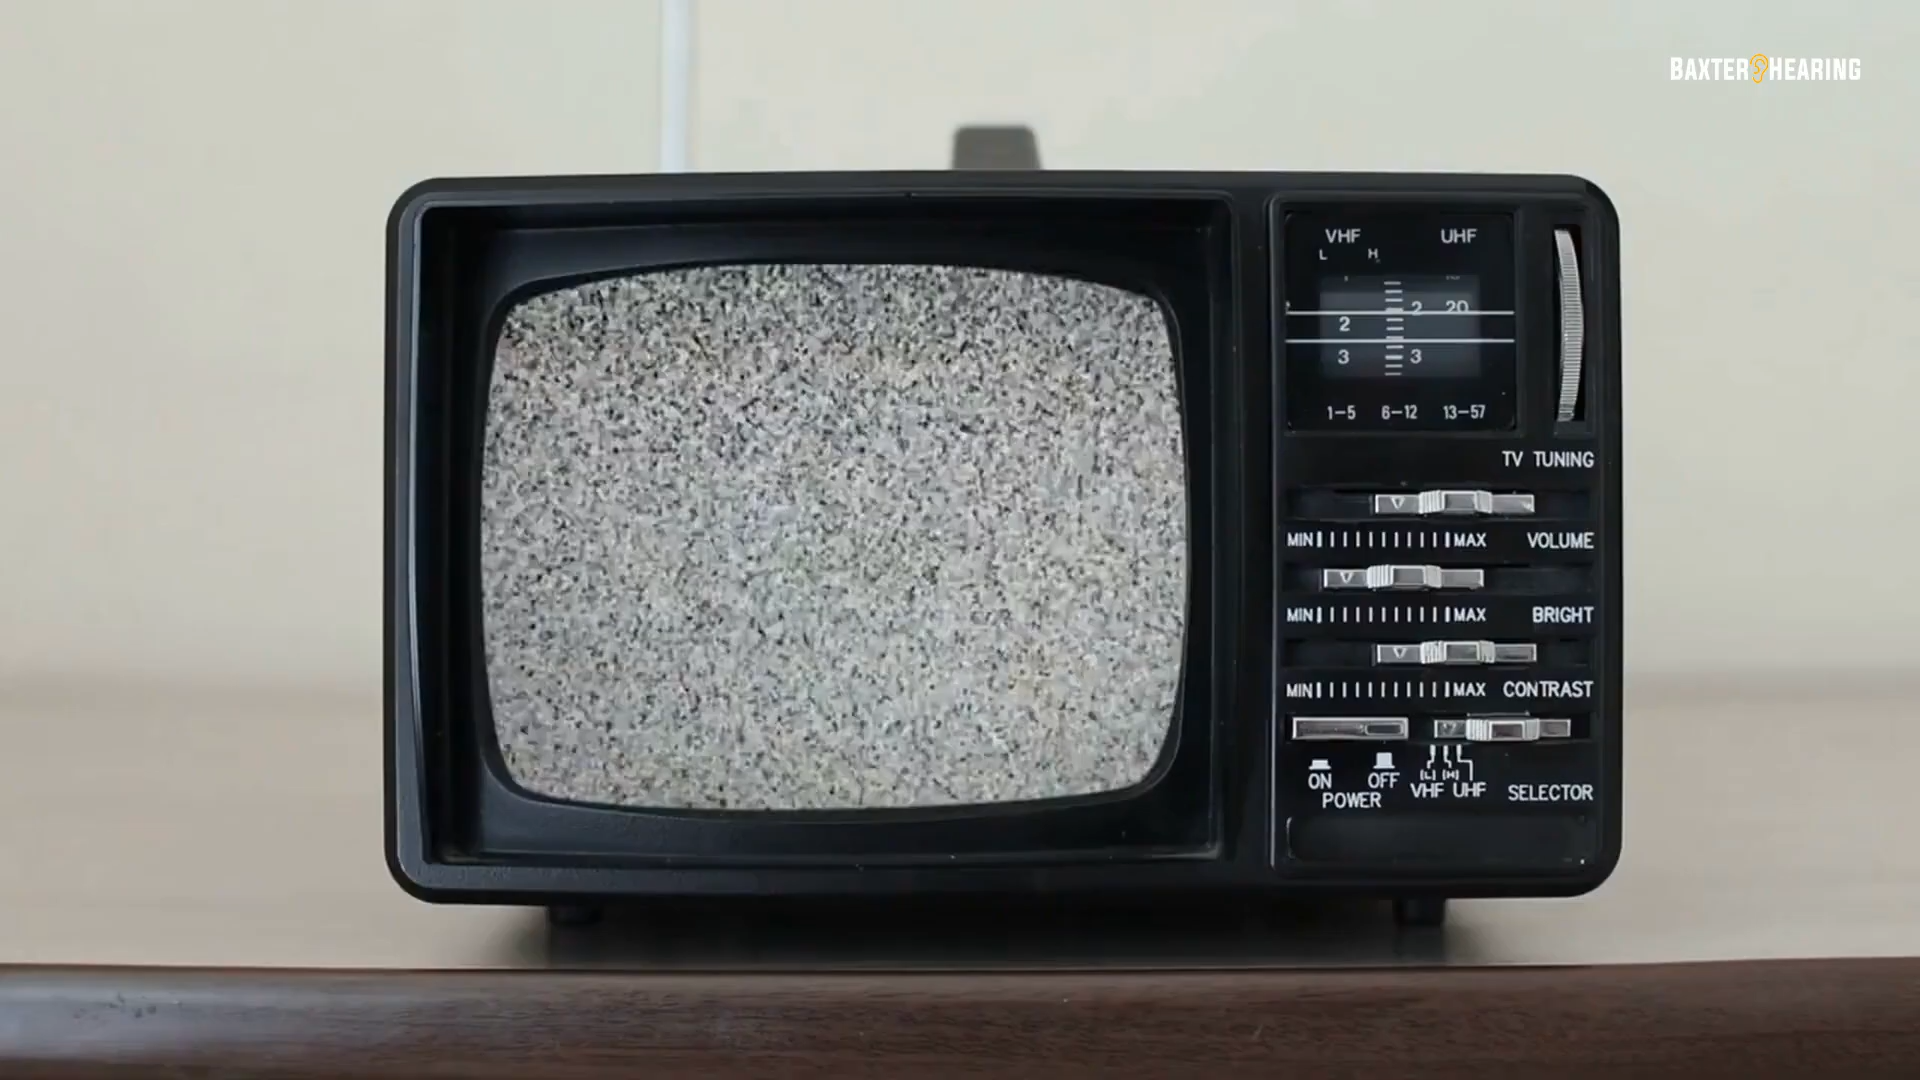 BAXTER HEARING
VHF UHF
L H
2 20
2
3 3
1-5 6-12 13-57
TV TUNING
MIN MAX VOLUME
MIN MAX BRIGHT
MIN MAX CONTRAST
ON OFF [L] [H]
POWER VHF UHF SELECTOR